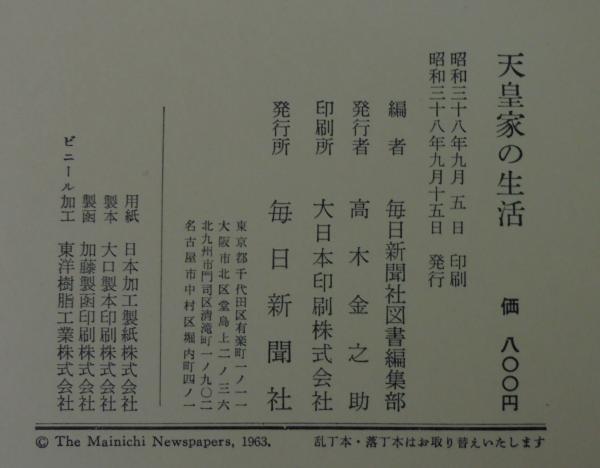 天皇家の生活 価 八〇〇円
昭和三十八年九月 五 日 印刷
昭和三十八年九月十五日 発行
編者 毎日新聞社図書編集部
発行者 高木金之助
印刷所 大日本印刷株式会社
発行所 毎日新聞社
東京都千代田区有楽町一ノ一一
大阪市北区堂島上二ノ三六
北九州市門司区清滝町一ノ九〇二
名古屋市中村区堀内町四ノ一
用紙 日本加工製紙株式会社
製本 大口製本印刷株式会社
製函 加藤製函印刷株式会社
ビニール加工 東洋樹脂工業株式会社
© The Mainichi Newspapers, 1963. 乱丁本・落丁本はお取り替えいたします